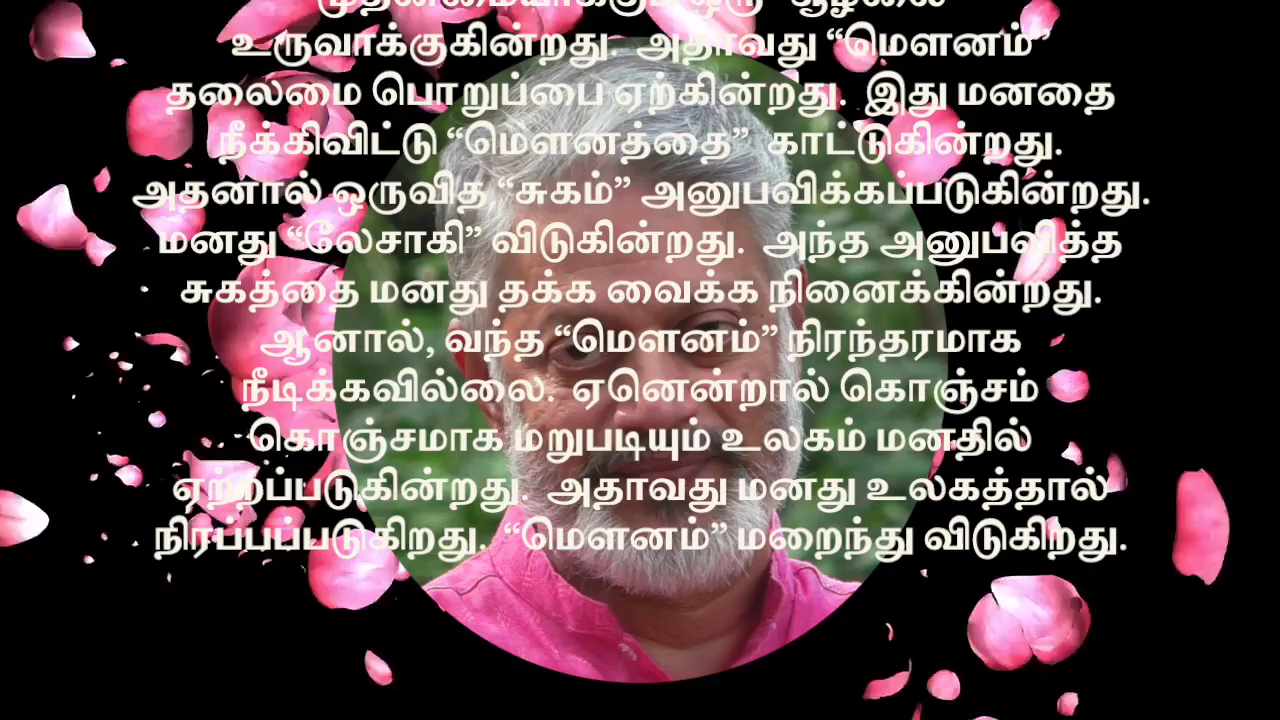 உருவாக்குகின்றது. அதாவது “மௌனம்”
தலைமை பொறுப்பை ஏற்கின்றது. இது மனதை
நீக்கிவிட்டு “மௌனத்தை” காட்டுகின்றது.
அதனால் ஒருவித “சுகம்” அனுபவிக்கப்படுகின்றது.
மனது “லேசாகி” விடுகின்றது. அந்த அனுபவித்த
சுகத்தை மனது தக்க வைக்க நினைக்கின்றது.
ஆனால், வந்த “மௌனம்” நிரந்தரமாக
நீடிக்கவில்லை. ஏனென்றால் கொஞ்சம்
கொஞ்சமாக மறுபடியும் உலகம் மனதில்
ஏற்றப்படுகின்றது. அதாவது மனது உலகத்தால்
நிரப்பப்படுகிறது. “மௌனம்” மறைந்து விடுகிறது.